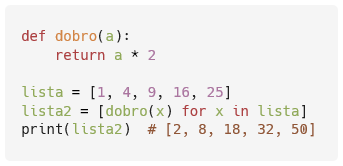 def dobro(a):
    return a * 2

lista = [1, 4, 9, 16, 25]
lista2 = [dobro(x) for x in lista]
print(lista2)  # [2, 8, 18, 32, 50]